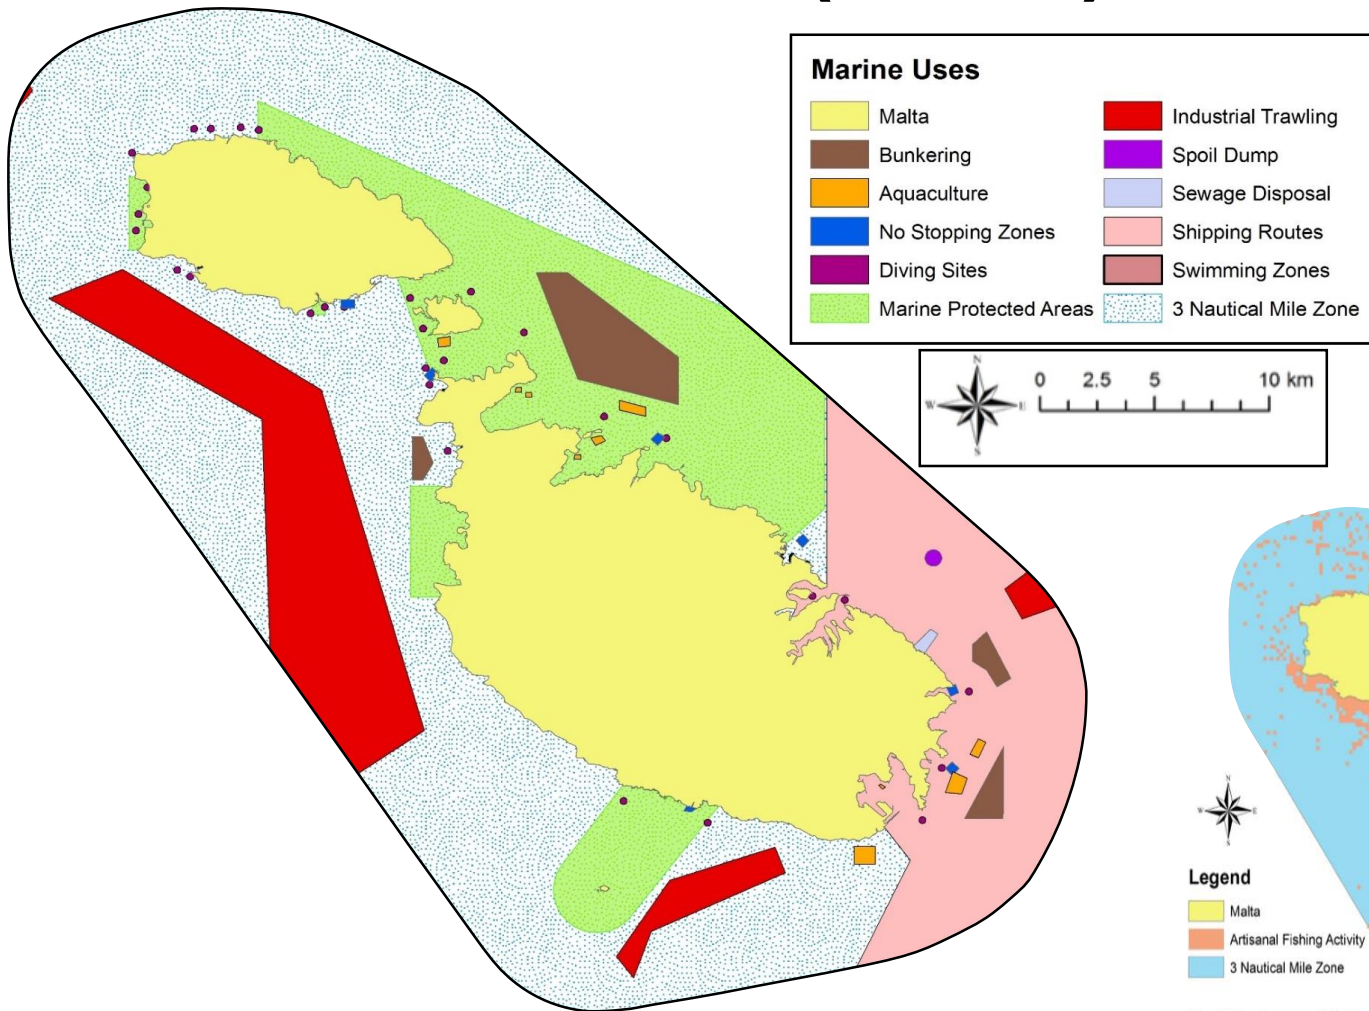 Marine Uses
Malta
Bunkering
Aquaculture
No Stopping Zones
Diving Sites
Marine Protected Areas
Industrial Trawling
Spoil Dump
Sewage Disposal
Shipping Routes
Swimming Zones
3 Nautical Mile Zone
N
W E
S
0 2.5 5 10 km
N
W E
S
Legend
Malta
Artisanal Fishing Activity
3 Nautical Mile Zone